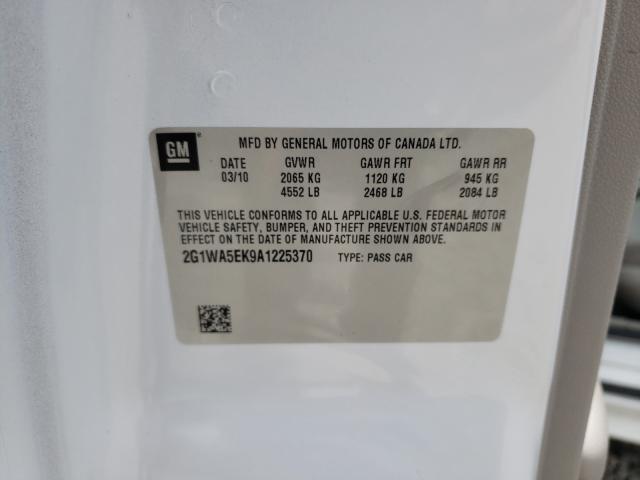 GM® MFD BY GENERAL MOTORS OF CANADA LTD.
DATE GVWR GAWR FRT GAWR RR
03/10 2065 KG 1120 KG 945 KG
4552 LB 2468 LB 2084 LB
THIS VEHICLE CONFORMS TO ALL APPLICABLE U.S. FEDERAL MOTOR
VEHICLE SAFETY, BUMPER, AND THEFT PREVENTION STANDARDS
IN EFFECT ON THE DATE OF MANUFACTURE SHOWN ABOVE.
2G1WA5EK9A1225370 TYPE: PASS CAR